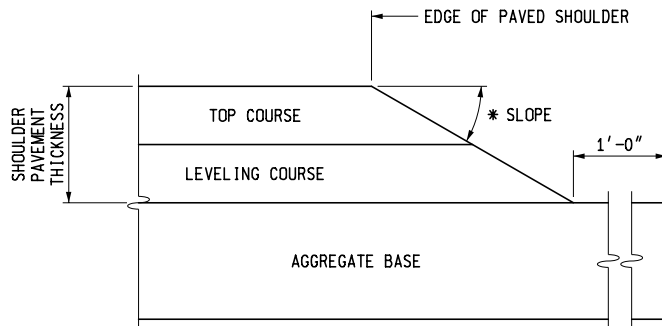 EDGE OF PAVED SHOULDER
SHOULDER
PAVEMENT
THICKNESS
TOP COURSE
* SLOPE
1'-0"
LEVELING COURSE
AGGREGATE BASE